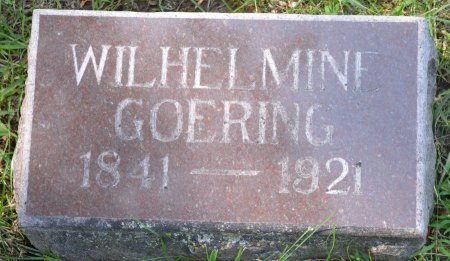 WILHELMINE
GOERING
1841 — 1921